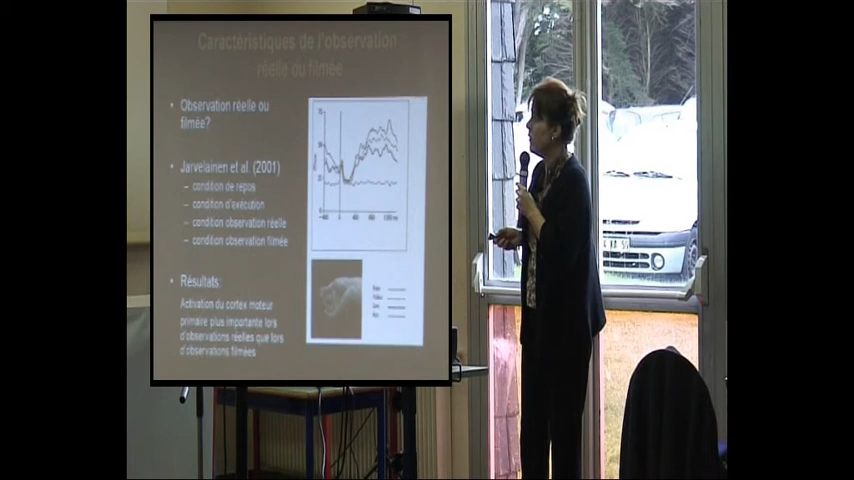 Caractéristiques de l'observation
réelle ou filmée
• Observation réelle ou
filmée?
• Jarvelainen et al. (2001)
– condition de repos
– condition d'exécution
– condition observation réelle
– condition observation filmée
• Résultats:
Activation du cortex moteur
primaire plus importante lors
d'observations réelles que lors
d'observations filmées